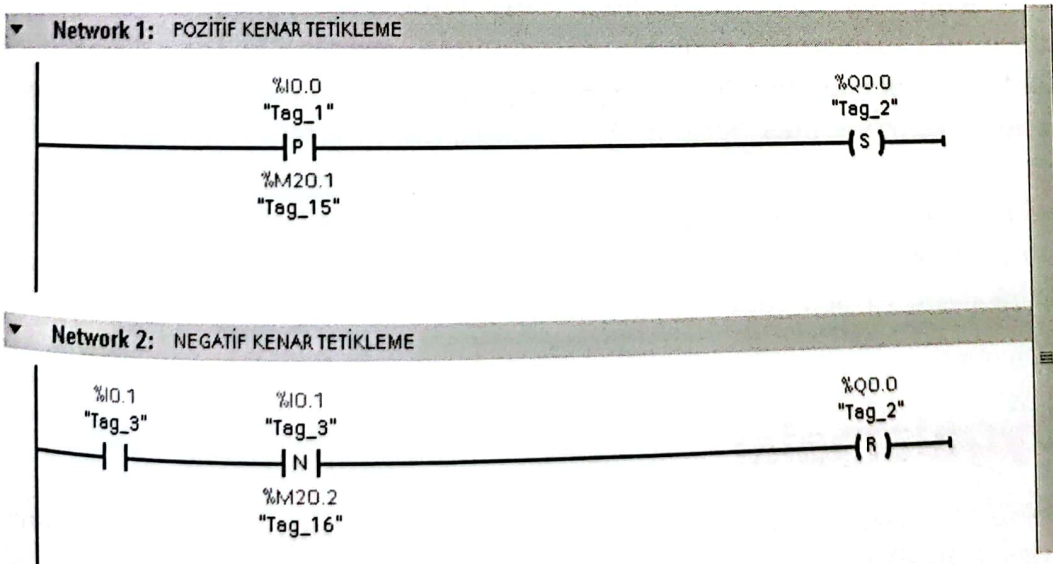 Network 1: POZİTİF KENAR TETİKLEME
%I0.0
"Tag_1"
P
%M20.1
"Tag_15"
%Q0.0
"Tag_2"
S
Network 2: NEGATİF KENAR TETİKLEME
%I0.1
"Tag_3"
%I0.1
"Tag_3"
N
%M20.2
"Tag_16"
%Q0.0
"Tag_2"
R